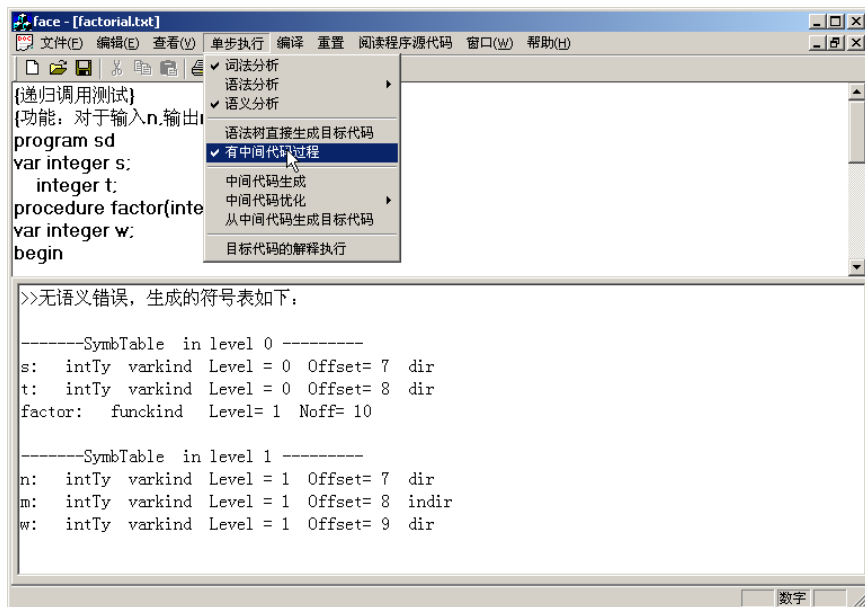 face - [factorial.txt]
文件(F) 编辑(E) 查看(V) 单步执行 编译 重置 阅读程序源代码 窗口(W) 帮助(H)
词法分析
语法分析
语义分析
语法树直接生成目标代码
有中间代码过程
中间代码生成
中间代码优化
从中间代码生成目标代码
目标代码的解释执行
{递归调用测试}
{功能：对于输入n,输出
program sd
var integer s;
integer t;
procedure factor(inte
var integer w;
begin
>>无语义错误，生成的符号表如下：
-------SymbTable in level 0 ---------
s: intTy varkind Level = 0 Offset= 7 dir
t: intTy varkind Level = 0 Offset= 8 dir
factor: funckind Level= 1 Noff= 10
-------SymbTable in level 1 ---------
n: intTy varkind Level = 1 Offset= 7 dir
m: intTy varkind Level = 1 Offset= 8 indir
w: intTy varkind Level = 1 Offset= 9 dir
数字